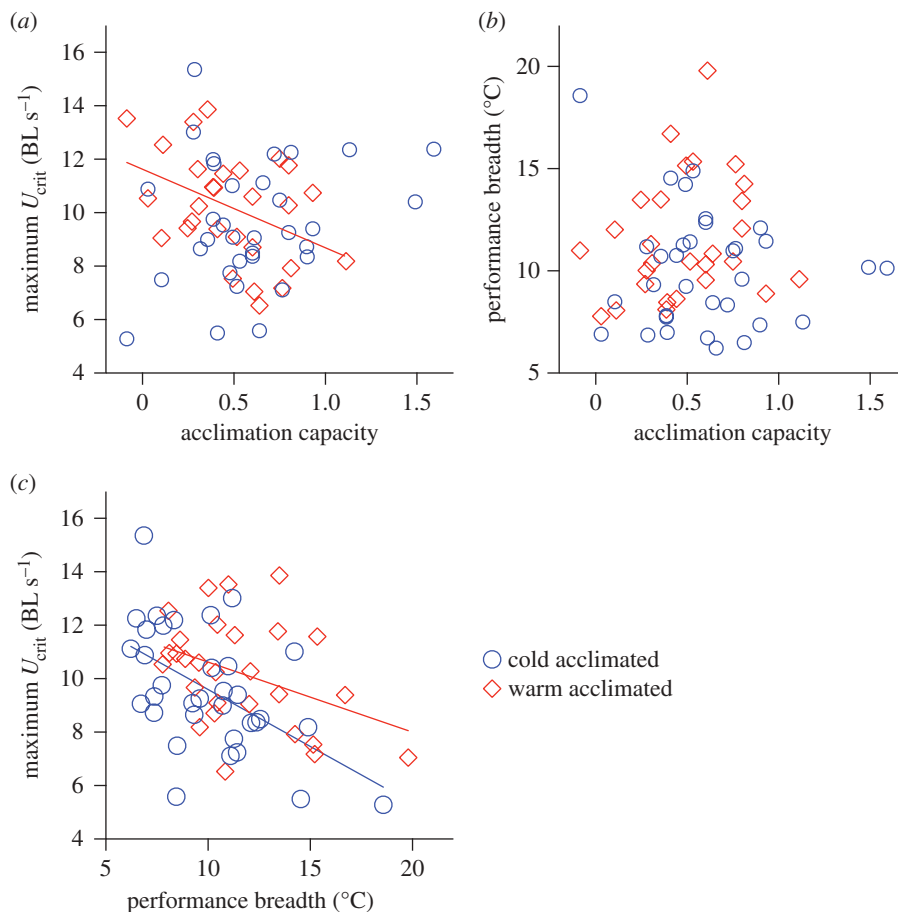 (a)
16
14
12
10
8
6
4
maximum U_crit (BL s⁻¹)
0
0.5
1.0
1.5
acclimation capacity
(b)
20
15
10
5
performance breadth (°C)
0
0.5
1.0
1.5
acclimation capacity
(c)
16
14
12
10
8
6
4
maximum U_crit (BL s⁻¹)
5
10
15
20
performance breadth (°C)
cold acclimated
warm acclimated